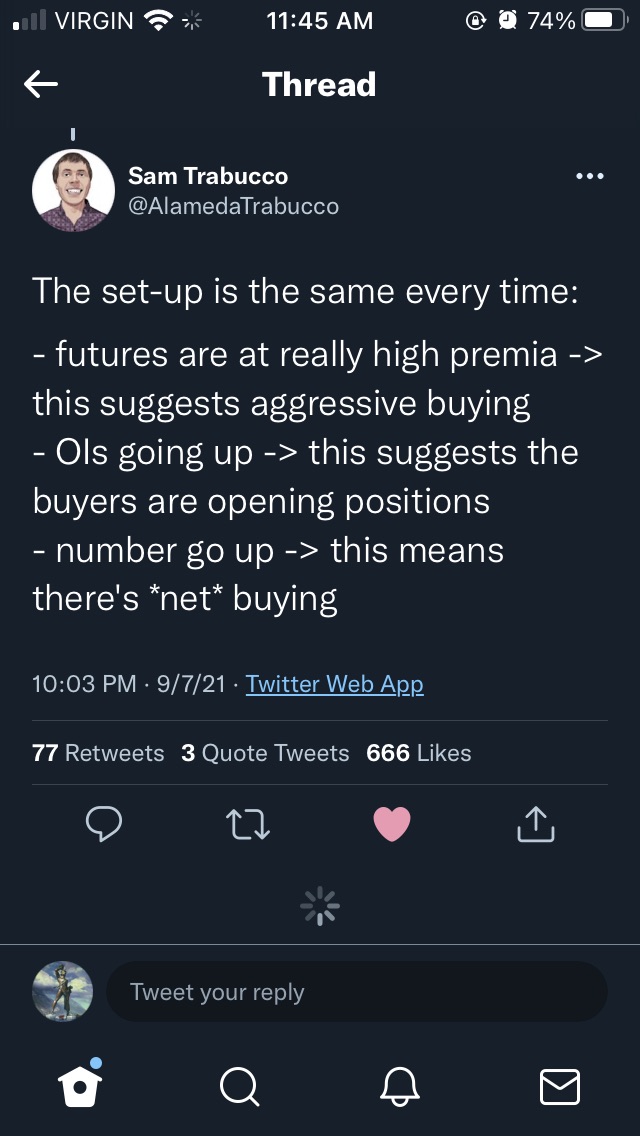 VIRGIN 11:45 AM 74%
Thread
Sam Trabucco
@AlamedaTrabucco
The set-up is the same every time:
- futures are at really high premia ->
this suggests aggressive buying
- OIs going up -> this suggests the
buyers are opening positions
- number go up -> this means
there's *net* buying
10:03 PM · 9/7/21 · Twitter Web App
77 Retweets 3 Quote Tweets 666 Likes
Tweet your reply